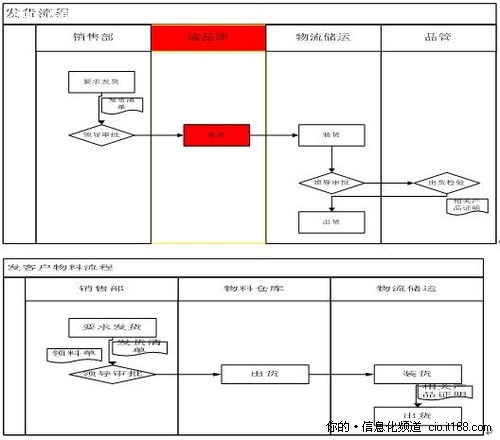 发货流程
销售部
成品库
物流储运
品管
要求发货
发货清
单
领导审批
装货
领导审批
出货检验
相关产
品证明
出货
发客户物料流程
销售部
物料仓库
物流储运
要求发货
发货清
单
领料单
领导审批
出货
装货
相关产
品证明
出货
你的·信息化频道 cio.it168.com